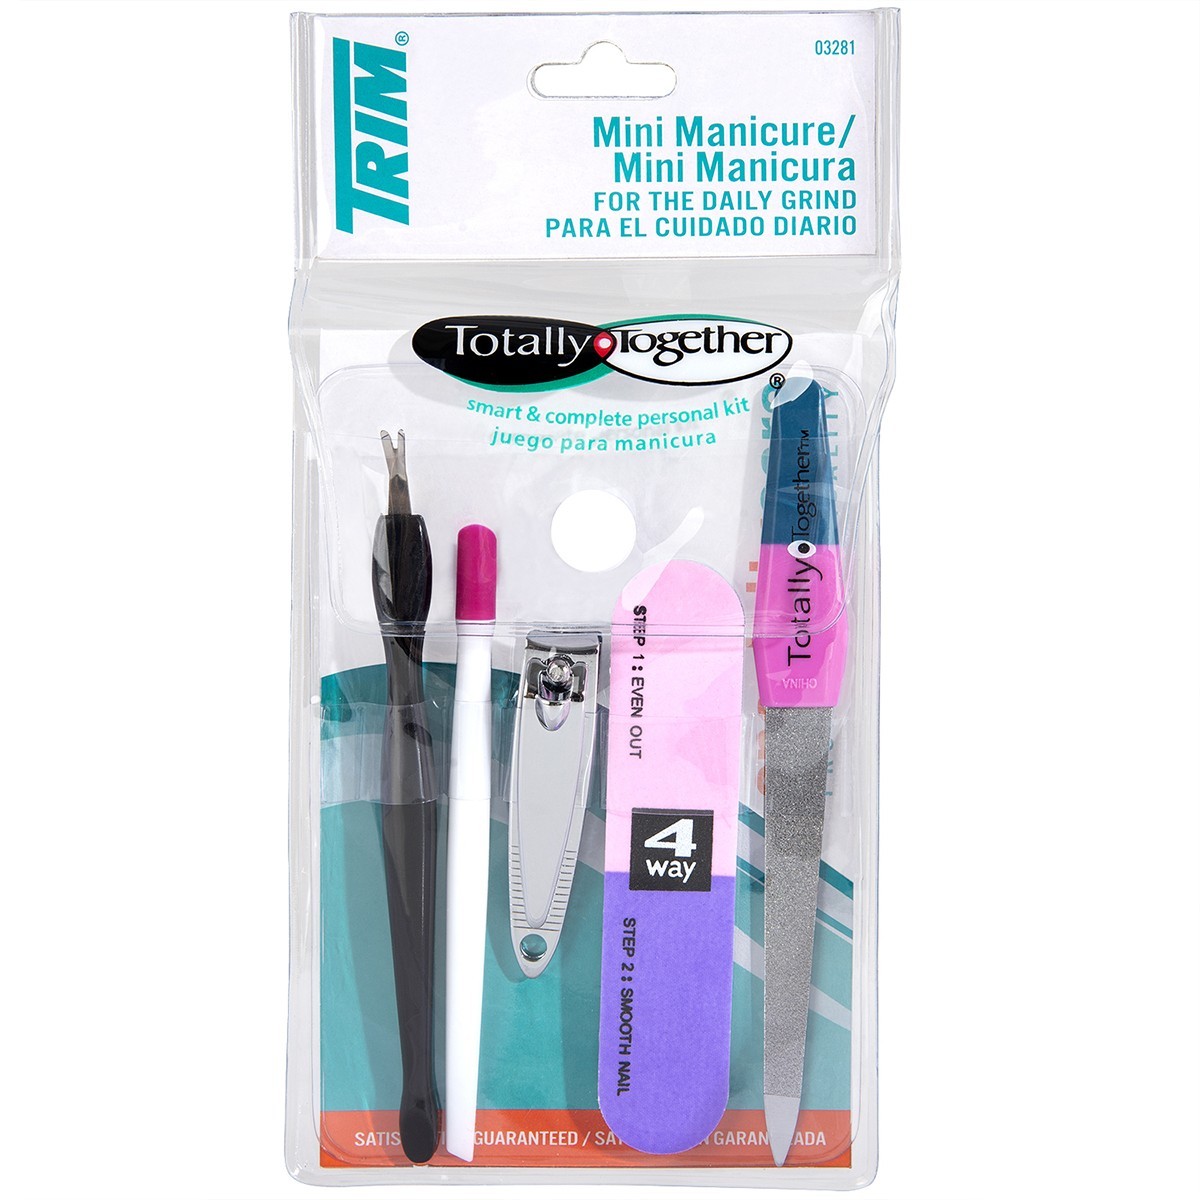 TRIM®
03281
Mini Manicure/
Mini Manicura
FOR THE DAILY GRIND
PARA EL CUIDADO DIARIO
Totally Together®
smart & complete personal kit
juego para manicura
Totally Together™
CHINA
STEP 1: EVEN OUT
4
way
STEP 2: SMOOTH NAIL
GUARANTEED /